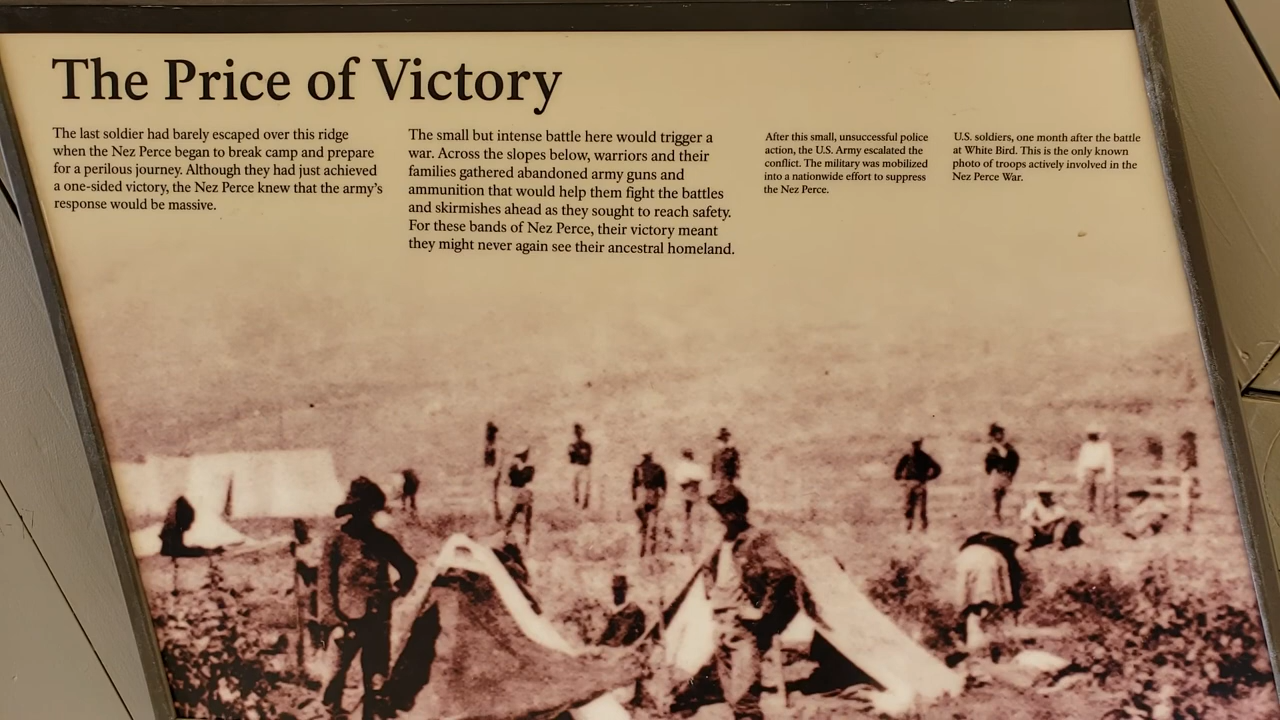 The Price of Victory
The last soldier had barely escaped over this ridge
when the Nez Perce began to break camp and prepare
for a perilous journey. Although they had just achieved
a one-sided victory, the Nez Perce knew that the army's
response would be massive.
The small but intense battle here would trigger a
war. Across the slopes below, warriors and their
families gathered abandoned army guns and
ammunition that would help them fight the battles
and skirmishes ahead as they sought to reach safety.
For these bands of Nez Perce, their victory meant
they might never again see their ancestral homeland.
After this small, unsuccessful police
action, the U.S. Army escalated the
conflict. The military was mobilized
into a nationwide effort to suppress
the Nez Perce.
U.S. soldiers, one month after the battle
at White Bird. This is the only known
photo of troops actively involved in the
Nez Perce War.